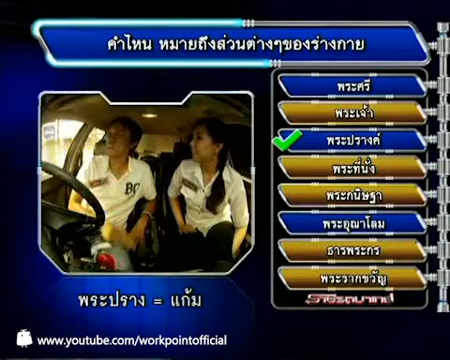 คำไหน หมายถึงส่วนต่างๆของร่างกาย
พระศรี
พระเจ้า
พระปรางค์
พระที่นั่ง
พระกนิษฐา
พระอุณาโลม
ธารพระกร
พระรากขวัญ
พระปราง = แก้ม
www.youtube.com/workpointofficial